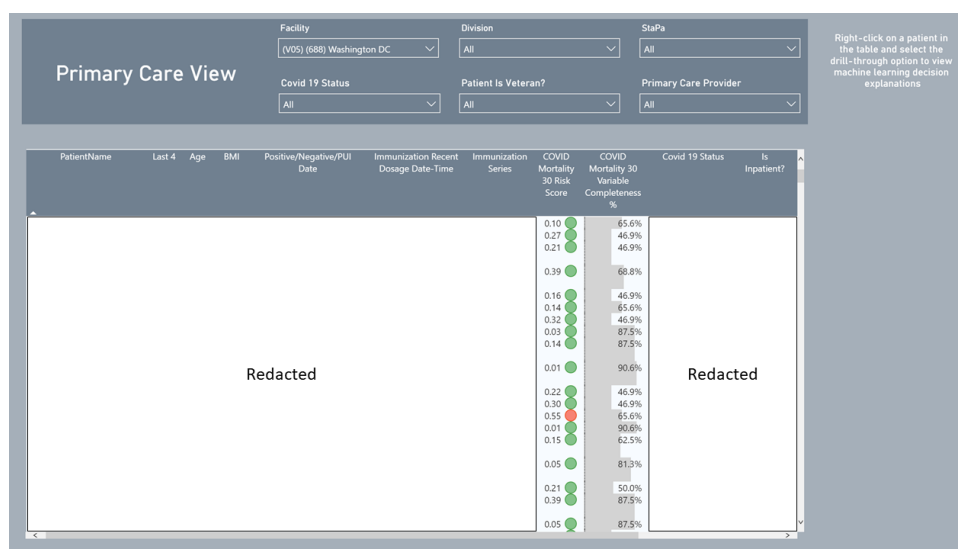 Primary Care View
Facility
(V05) (688) Washington DC
Division
All
StaPa
All
Covid 19 Status
All
Patient Is Veteran?
All
Primary Care Provider
All
Right-click on a patient in
the table and select the
drill-through option to view
machine learning decision
explanations
PatientName
Last 4
Age
BMI
Positive/Negative/PUI
Date
Immunization Recent
Dosage Date-Time
Immunization
Series
COVID
Mortality
30 Risk
Score
COVID
Mortality 30
Variable
Completeness
%
Covid 19 Status
Is
Inpatient?
0.10 65.6%
0.27 46.9%
0.21 46.9%
0.39 68.8%
0.16 46.9%
0.14 65.6%
0.32 46.9%
0.03 87.5%
0.14 87.5%
0.01 90.6%
0.22 46.9%
0.30 46.9%
0.55 65.6%
0.01 90.6%
0.15 62.5%
0.05 81.3%
0.21 50.0%
0.39 87.5%
0.05 87.5%
Redacted
Redacted